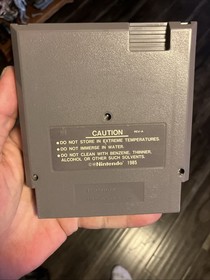 CAUTION
REV-A
• DO NOT STORE IN EXTREME TEMPERATURES.
• DO NOT IMMERSE IN WATER.
• DO NOT CLEAN WITH BENZENE, THINNER,
ALCOHOL OR OTHER SUCH SOLVENTS.
©®Nintendo® 1985